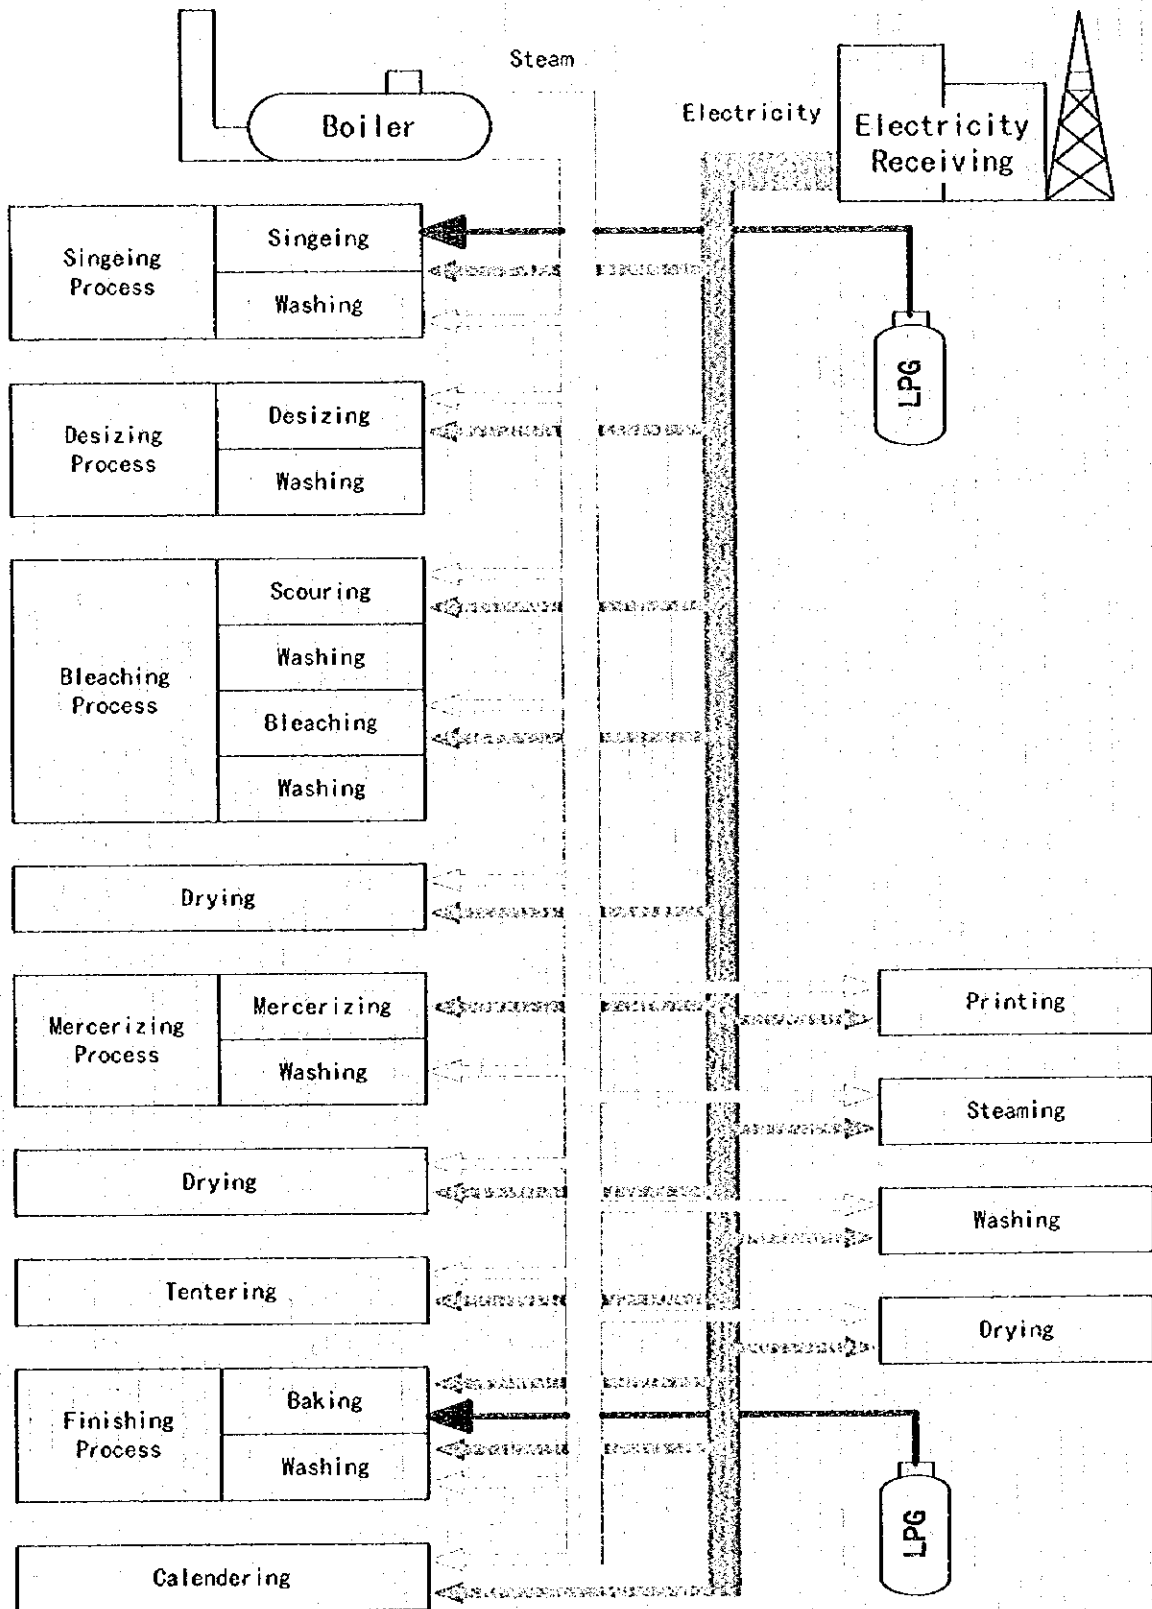 Steam
Boiler
Electricity
Electricity
Receiving
Singeing
Process
Singeing
Washing
LPG
Desizing
Process
Desizing
Washing
Bleaching
Process
Scouring
Washing
Bleaching
Washing
Drying
Mercerizing
Process
Mercerizing
Washing
Printing
Steaming
Drying
Washing
Tentering
Drying
Finishing
Process
Baking
Washing
LPG
Calendering